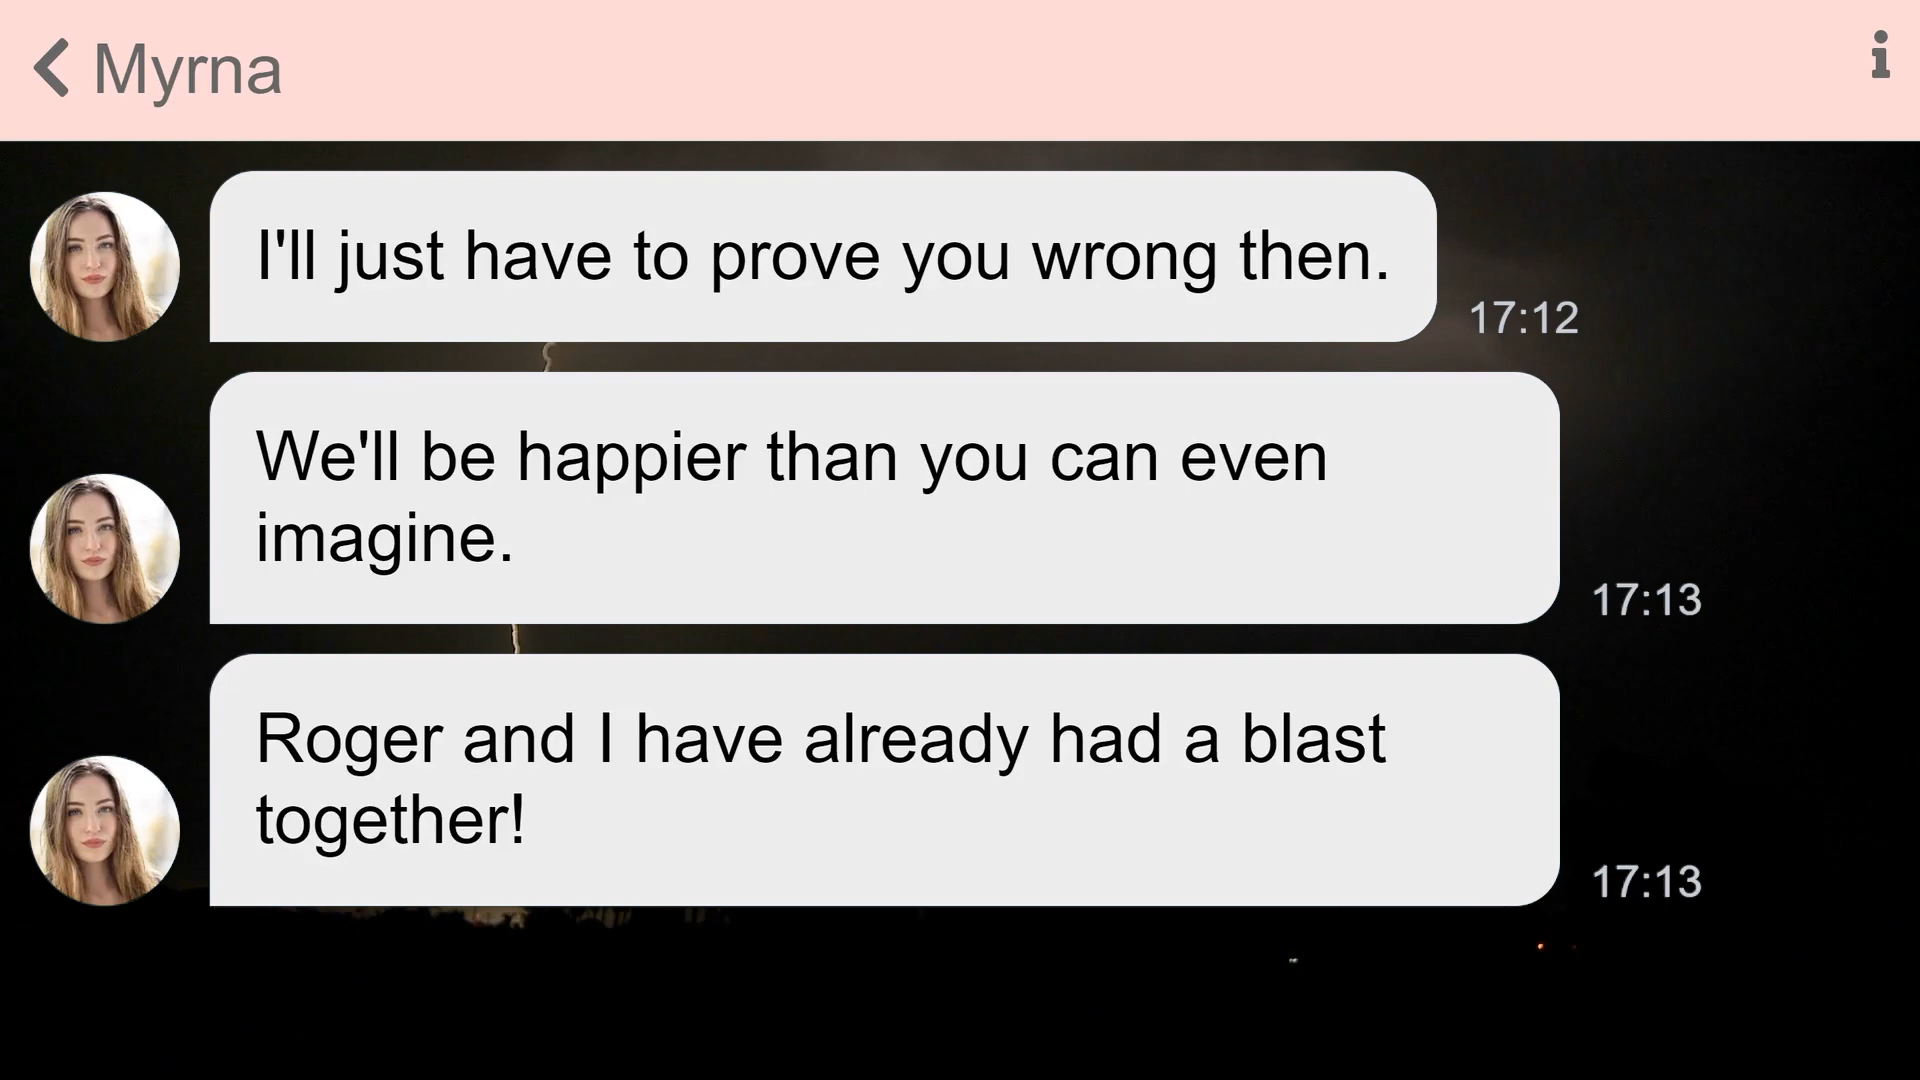 Myrna
I'll just have to prove you wrong then.
17:12
We'll be happier than you can even
imagine.
17:13
Roger and I have already had a blast
together!
17:13